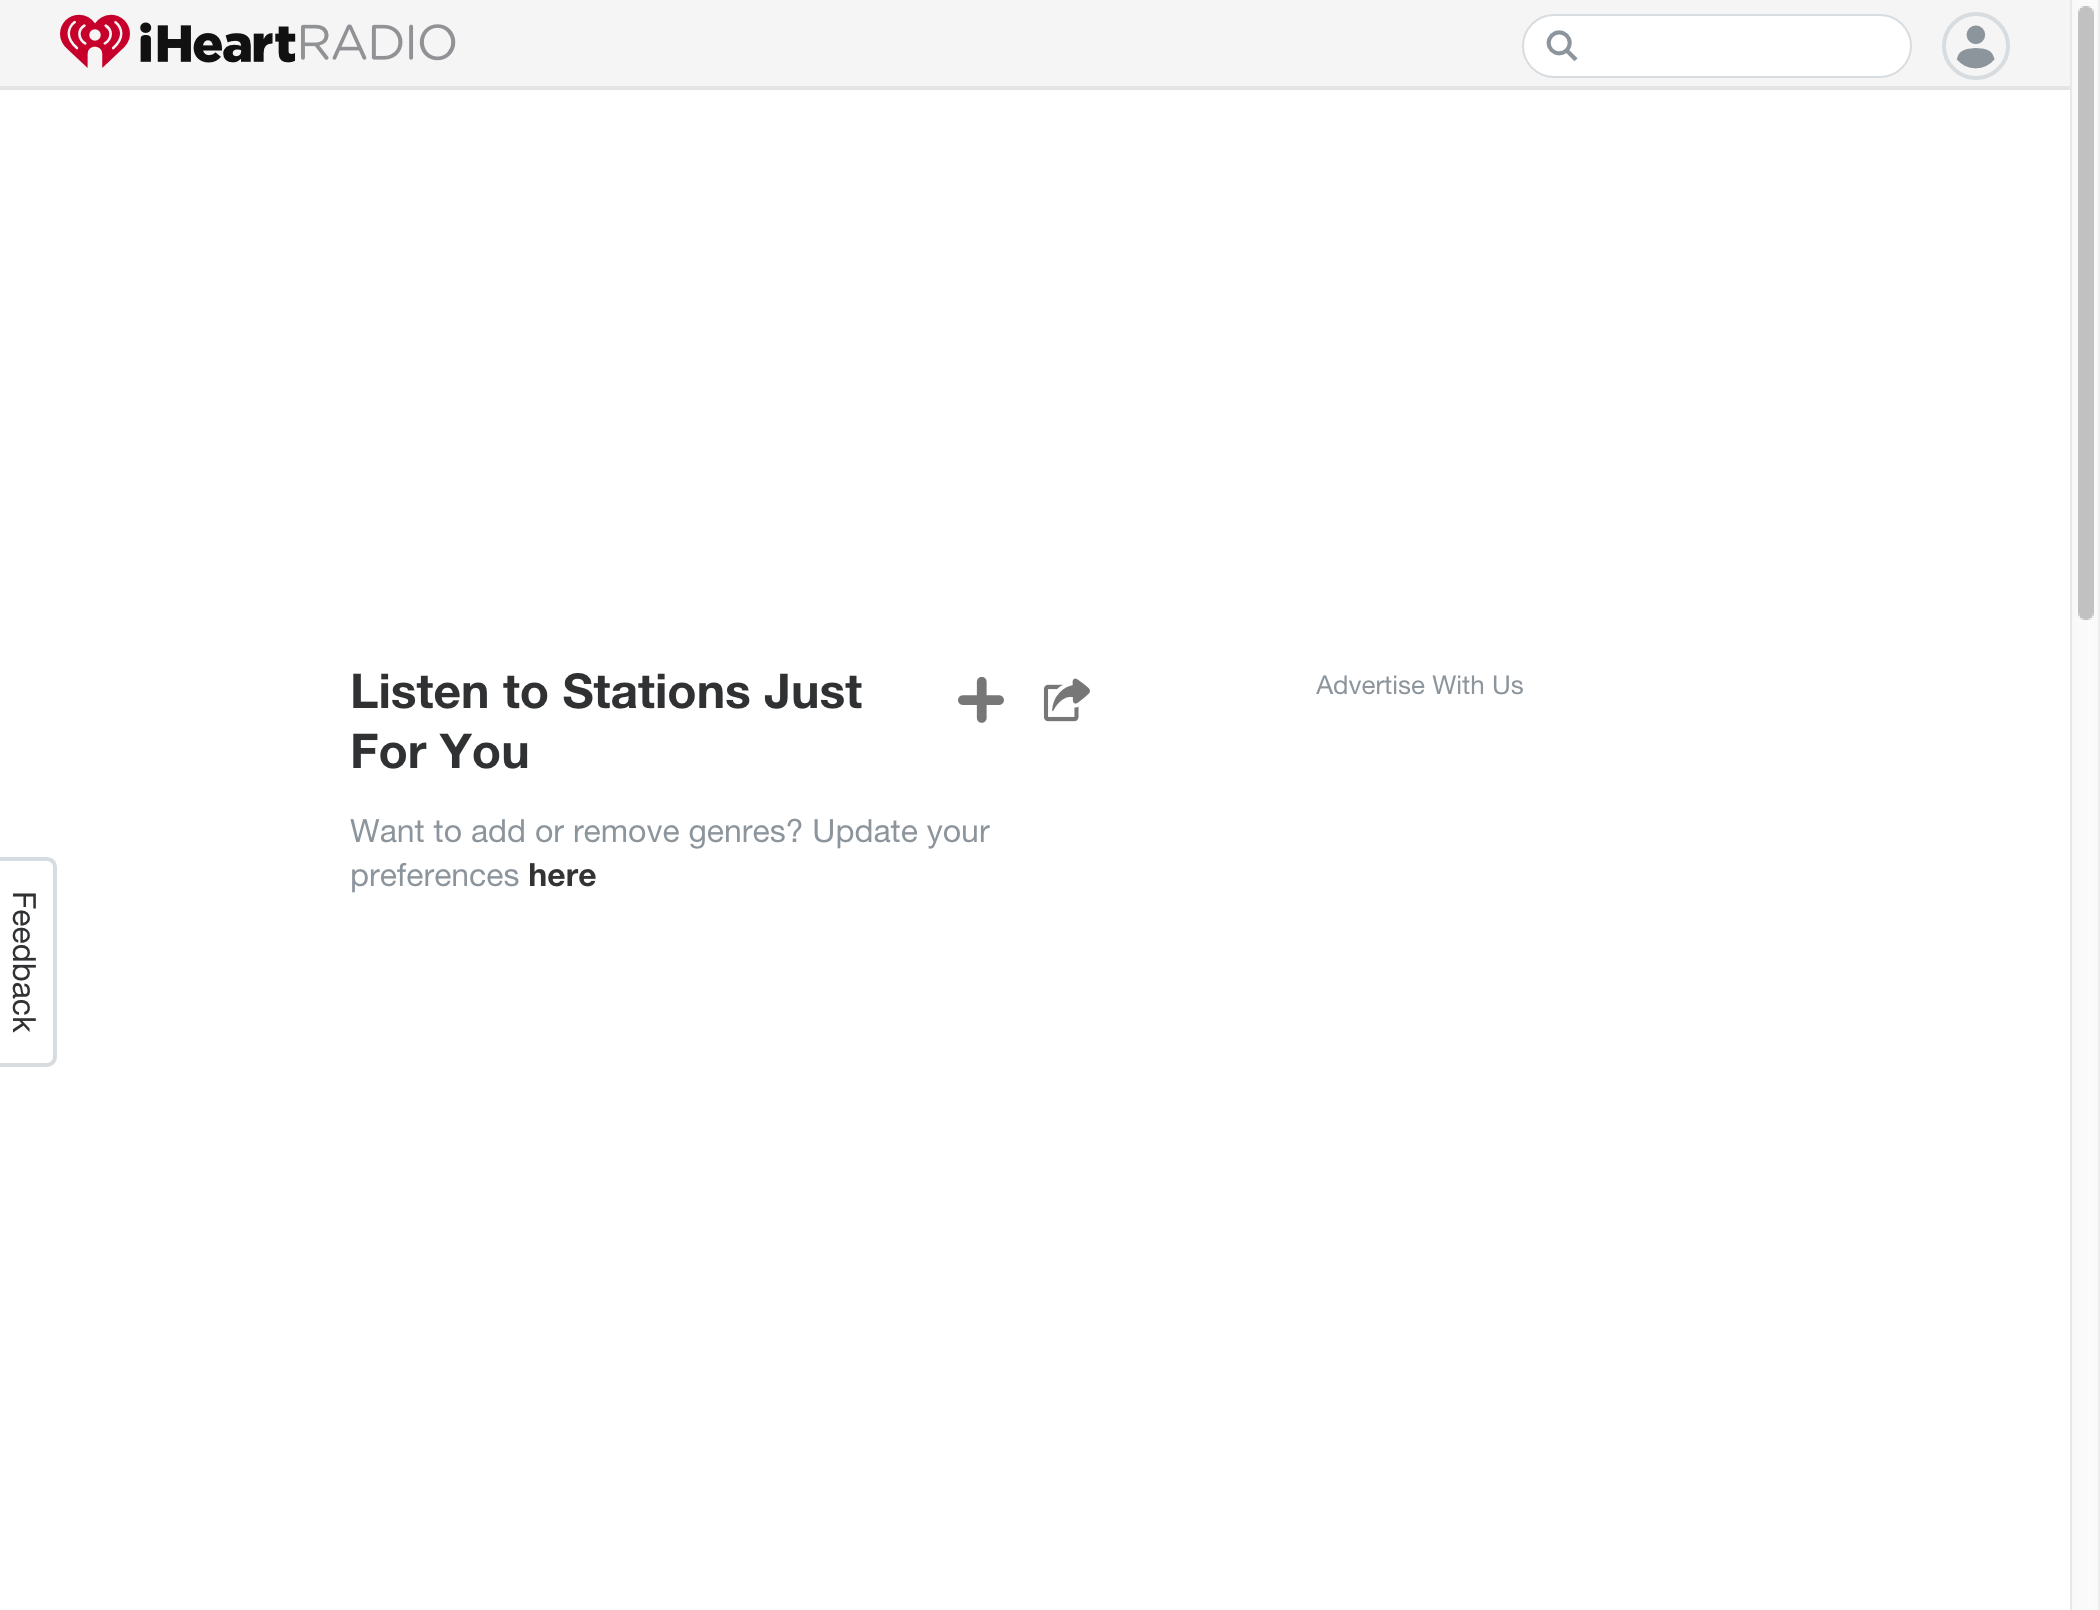 iHeartRADIO
Listen to Stations Just
For You
Advertise With Us
Want to add or remove genres? Update your
preferences here
Feedback